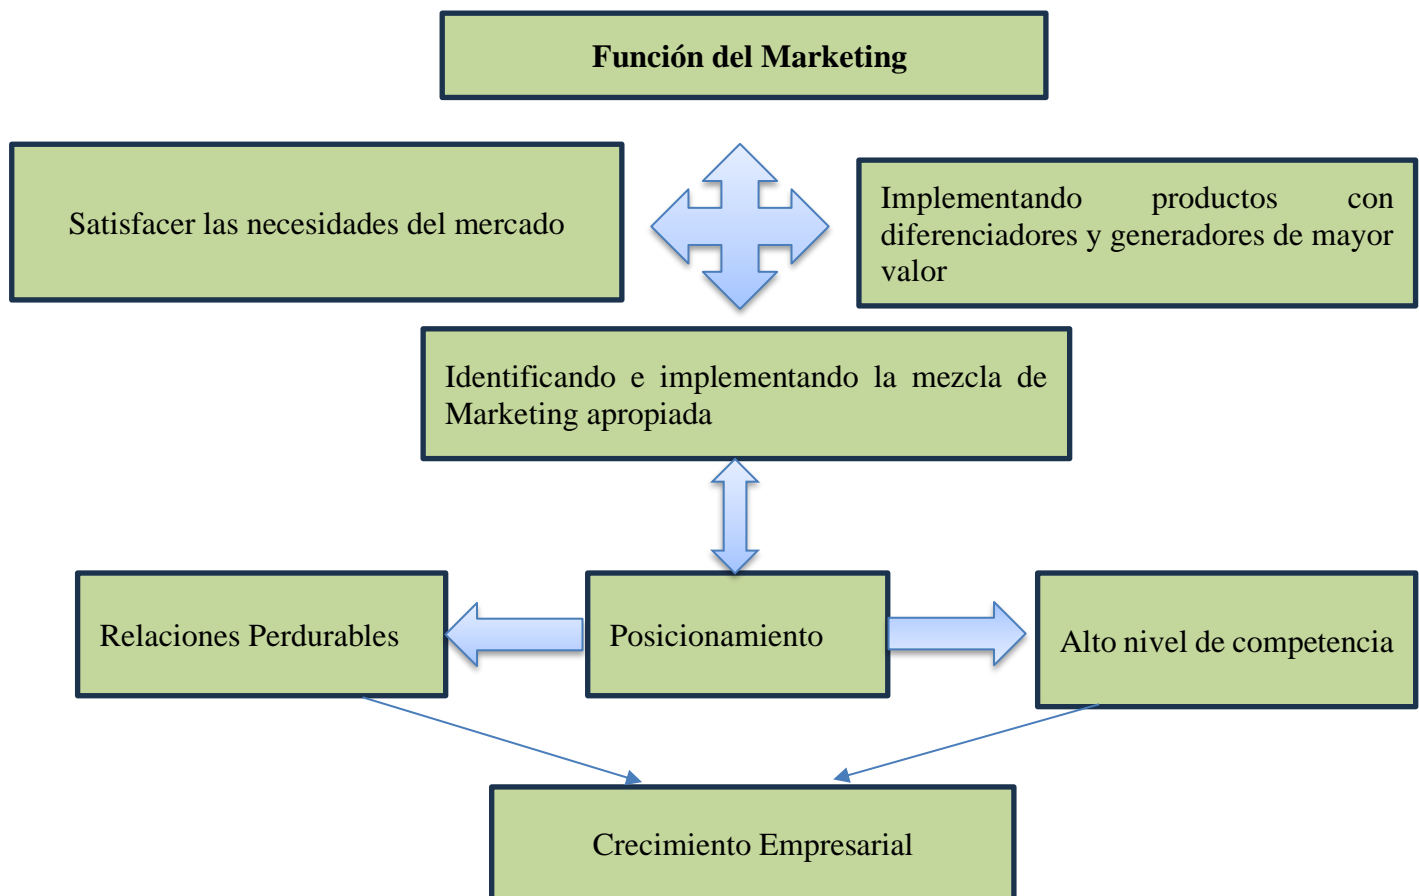 Función del Marketing
Satisfacer las necesidades del mercado
Implementando productos con
diferenciadores y generadores de mayor
valor
Identificando e implementando la mezcla de
Marketing apropiada
Relaciones Perdurables
Posicionamiento
Alto nivel de competencia
Crecimiento Empresarial